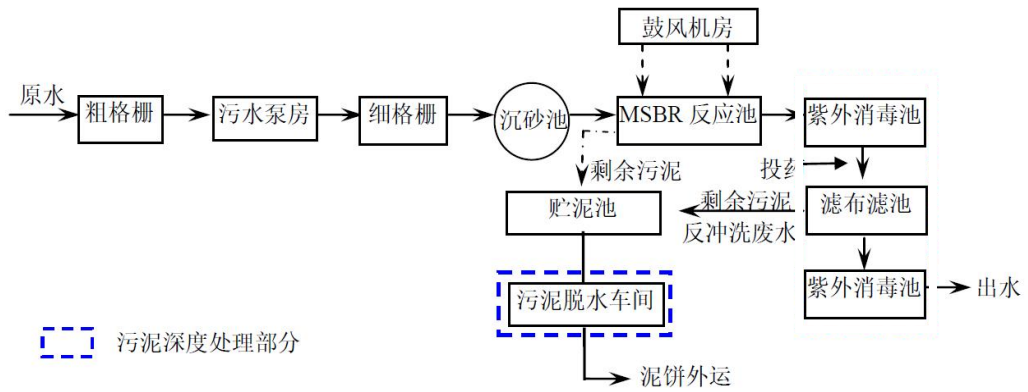 鼓风机房
原水
粗格栅
污水泵房
细格栅
沉砂池
MSBR 反应池
紫外消毒池
投药
剩余污泥
贮泥池
剩余污泥
反冲洗废水
滤布滤池
污泥脱水车间
紫外消毒池
出水
污泥深度处理部分
泥饼外运